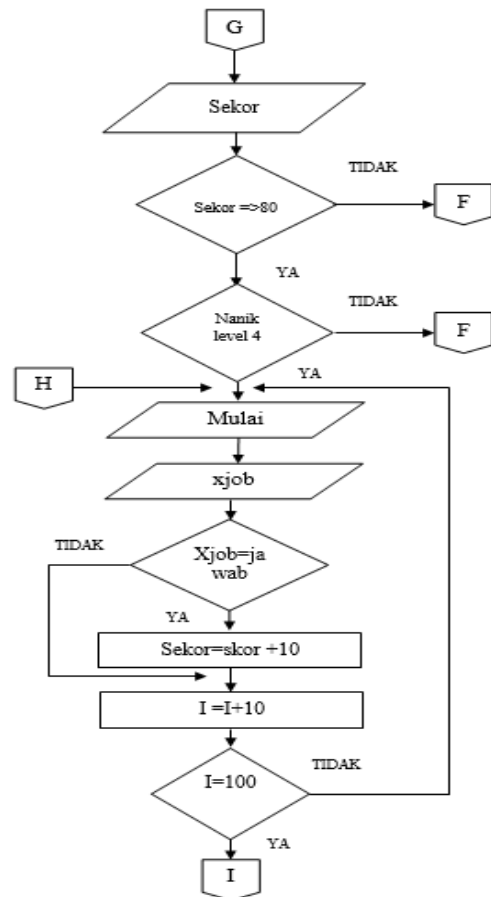 G
Sekor
TIDAK
Sekor =>80
F
YA
TIDAK
Nanik
level 4
F
H
YA
Mulai
xjob
TIDAK
Xjob=ja
wab
YA
Sekor=skor +10
I =I+10
I=100
TIDAK
YA
I